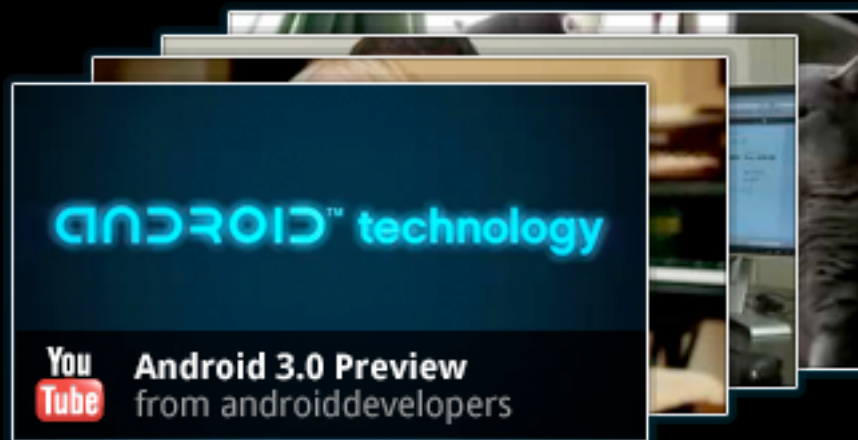 ANDROID™ technology
You
Tube
Android 3.0 Preview
from androiddevelopers